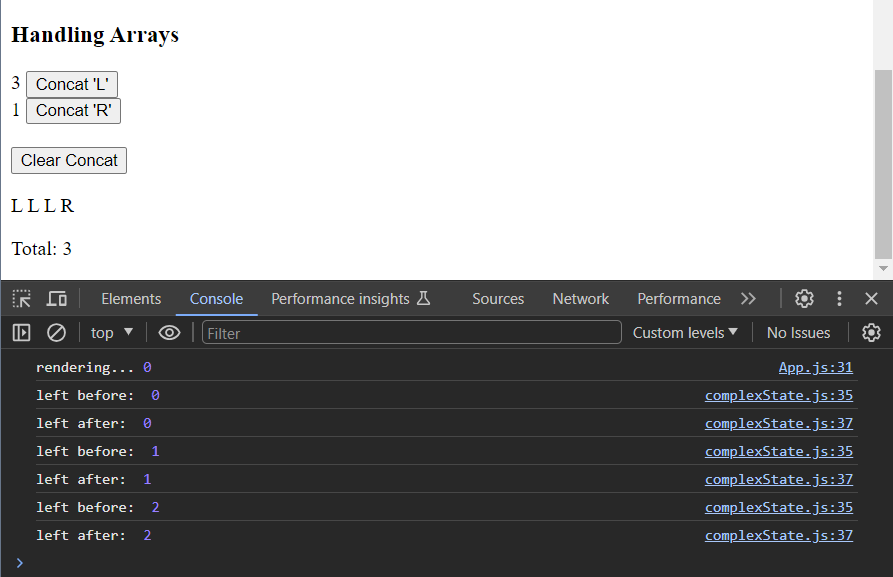 Handling Arrays
3 Concat 'L'
1 Concat 'R'
Clear Concat
L L L R
Total: 3
Elements Console Performance insights Sources Network Performance
top Filter Custom levels No Issues
rendering... 0 App.js:31
left before: 0 complexState.js:35
left after: 0 complexState.js:37
left before: 1 complexState.js:35
left after: 1 complexState.js:37
left before: 2 complexState.js:35
left after: 2 complexState.js:37